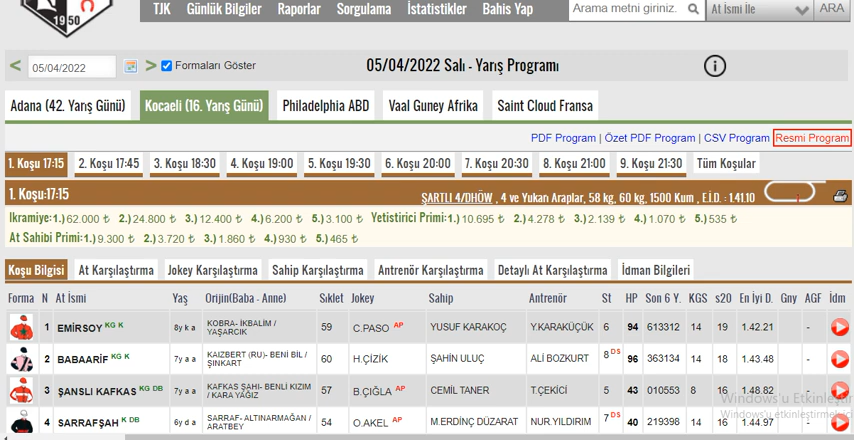 1950
TJK Günlük Bilgiler Raporlar Sorgulama İstatistikler Bahis Yap Arama metni giriniz. At İsmi İle ARA
05/04/2022 Formaları Göster 05/04/2022 Salı - Yarış Programı
Adana (42. Yarış Günü) Kocaeli (16. Yarış Günü) Philadelphia ABD Vaal Guney Afrika Saint Cloud Fransa
PDF Program | Özet PDF Program | CSV Program Resmi Program
1. Koşu 17:15 2. Koşu 17:45 3. Koşu 18:30 4. Koşu 19:00 5. Koşu 19:30 6. Koşu 20:00 7. Koşu 20:30 8. Koşu 21:00 9. Koşu 21:30 Tüm Koşular
1. Koşu:17:15 ŞARTLI 4/DHÖW , 4 ve Yukarı Araplar, 58 kg, 60 kg, 1500 Kum , E.İ.D. : 1.41.10
Ikramiye:1.) 62.000 ₺ 2.) 24.800 ₺ 3.) 12.400 ₺ 4.) 6.200 ₺ 5.) 3.100 ₺ Yetistirici Primi:1.) 10.695 ₺ 2.) 4.278 ₺ 3.) 2.139 ₺ 4.) 1.070 ₺ 5.) 535 ₺
At Sahibi Primi:1.) 9.300 ₺ 2.) 3.720 ₺ 3.) 1.860 ₺ 4.) 930 ₺ 5.) 465 ₺
Koşu Bilgisi At Karşılaştırma Jokey Karşılaştırma Sahip Karşılaştırma Antrenör Karşılaştırma Detaylı At Karşılaştırma İdman Bilgileri
Forma N At İsmi Yaş Orijin(Baba - Anne) Sıklet Jokey Sahip Antrenör St HP Son 6 Y. KGS s20 En İyi D. Gny AGF İdm
1 EMİRSOY KG K 8y k a KOBRA- İKBALİM / YAŞARCIK 59 C.PASO AP YUSUF KARAKOÇ Y.KARAKÜÇÜK 6 94 613312 14 19 1.42.21 -
2 BABAARİF KG K 7y a a KAIZBERT (RU)- BENİ BİL / ŞINKART 60 H.ÇİZİK ŞAHİN ULUÇ ALİ BOZKURT 8 DS 96 363134 14 18 1.43.48 -
3 ŞANSLI KAFKAS KG DB 7y a a KAFKAS ŞAHI- BENLİ KIZIM / KARA YAĞIZ 57 B.ÇIĞLA AP CEMİL TANER T.ÇEKİCİ 5 43 010553 8 16 1.48.82 -
4 SARRAFŞAH K DB 6y d a SARRAF- ALTINARMAĞAN / ARATBEY 54 O.AKEL AP M.ERDİNÇ DÜZARAT NUR.YILDIRIM 7 DS 40 219398 14 16 1.44.97 -
Windows'u Etkinleştir
Windows'u etkinleştirmek